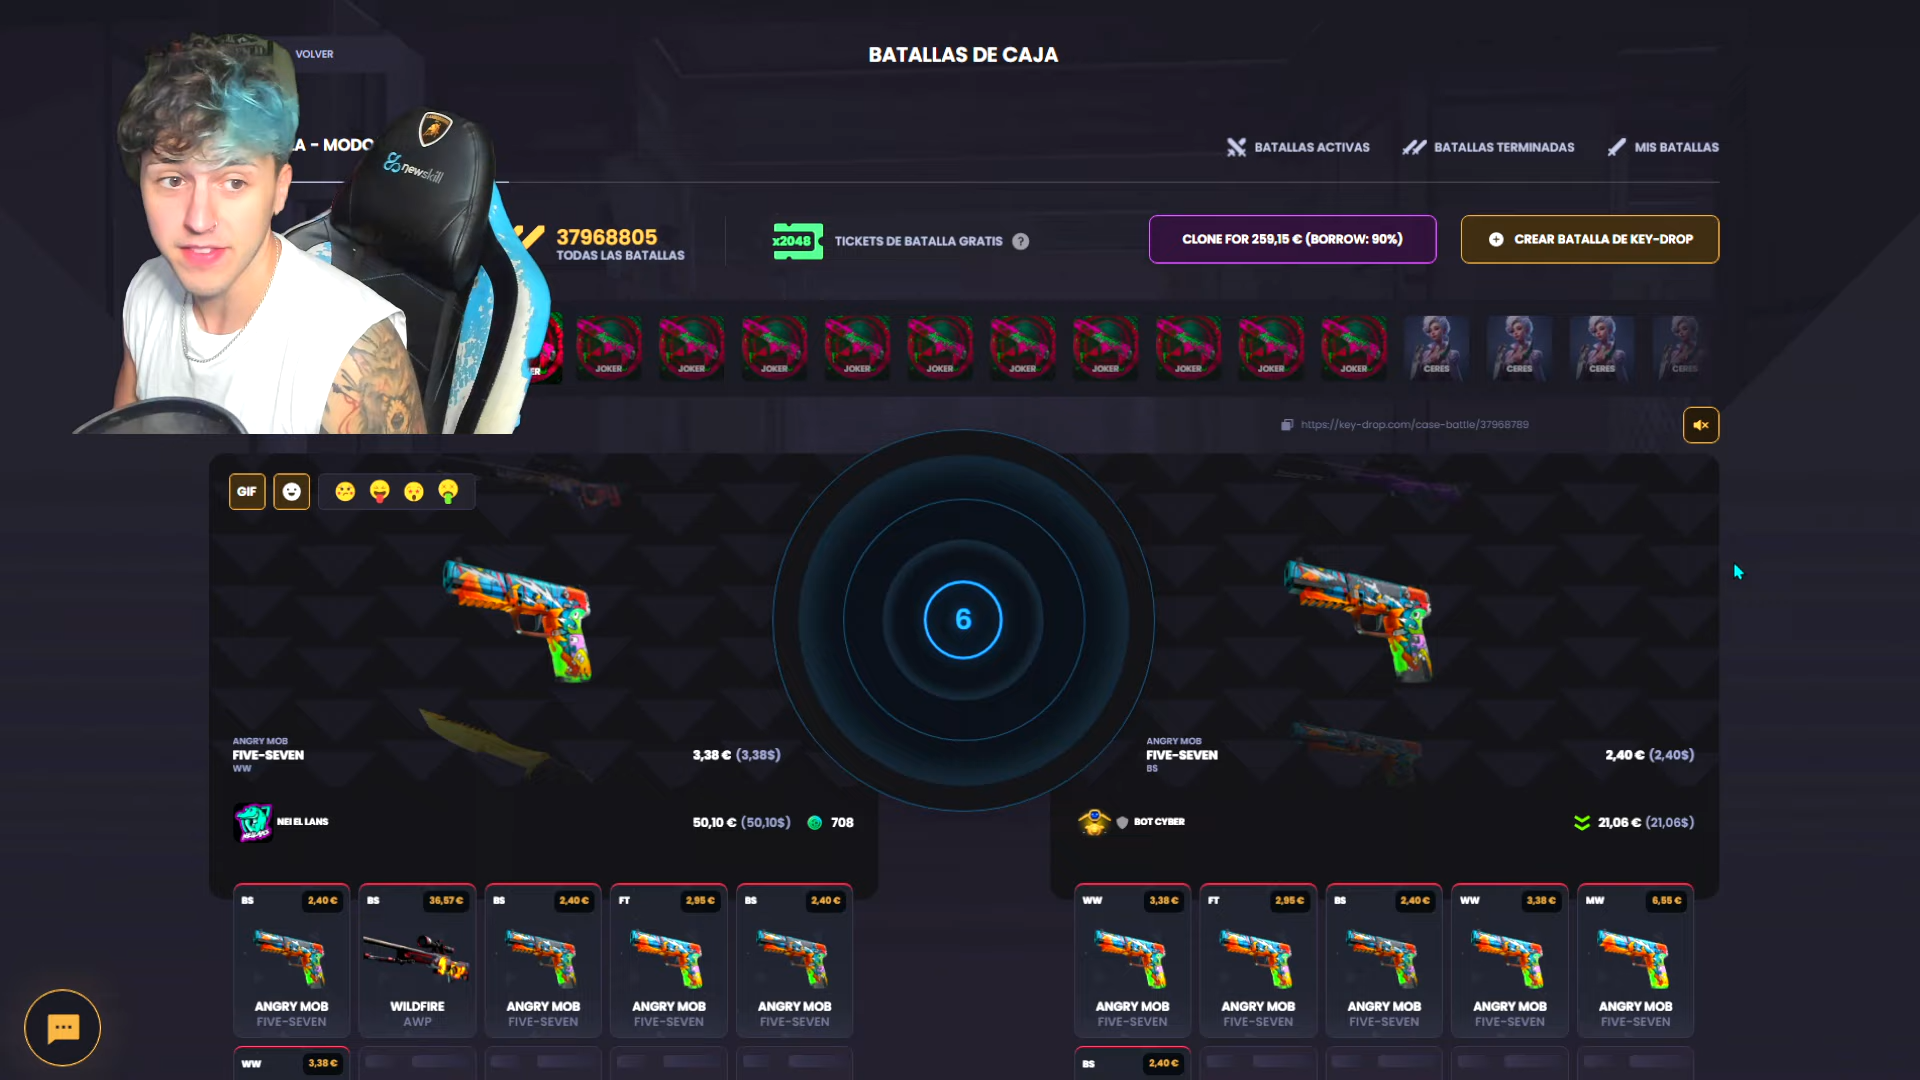 VOLVER
BATALLAS DE CAJA
LA - MODO
BATALLAS ACTIVAS
BATALLAS TERMINADAS
MIS BATALLAS
newskill
37968805
TODAS LAS BATALLAS
x2048
TICKETS DE BATALLA GRATIS
?
CLONE FOR 259,15 € (BORROW: 90%)
CREAR BATALLA DE KEY-DROP
ER
JOKER
JOKER
JOKER
JOKER
JOKER
JOKER
JOKER
JOKER
JOKER
JOKER
CERES
CERES
CERES
CERES
https://key-drop.com/case-battle/37968789
GIF
6
ANGRY MOB
FIVE-SEVEN
WW
3,38 € (3,38$)
ANGRY MOB
FIVE-SEVEN
BS
2,40 € (2,40$)
NEI EL LANS
50,10 € (50,10$)
708
BOT CYBER
21,06 € (21,06$)
BS 2,40 €
ANGRY MOB
FIVE-SEVEN
BS 36,57 €
WILDFIRE
AWP
BS 2,40 €
ANGRY MOB
FIVE-SEVEN
FT 2,95 €
ANGRY MOB
FIVE-SEVEN
BS 2,40 €
ANGRY MOB
FIVE-SEVEN
WW 3,38 €
ANGRY MOB
FIVE-SEVEN
FT 2,95 €
ANGRY MOB
FIVE-SEVEN
BS 2,40 €
ANGRY MOB
FIVE-SEVEN
WW 3,38 €
ANGRY MOB
FIVE-SEVEN
MW 6,55 €
ANGRY MOB
FIVE-SEVEN
WW 3,38 €
BS 2,40 €